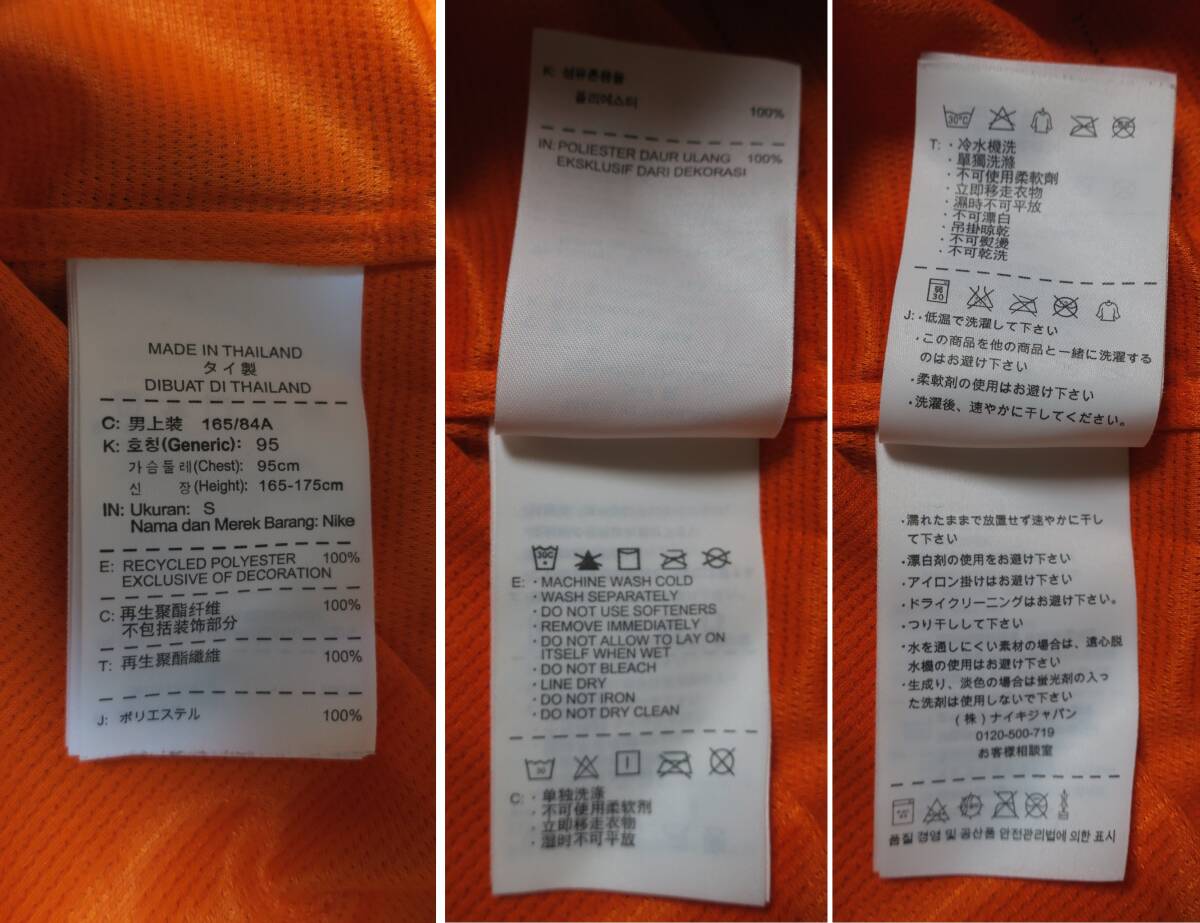 MADE IN THAILAND
タイ製
DIBUAT DI THAILAND
C: 男上装 165/84A
K: 호칭(Generic): 95
가슴둘레(Chest): 95cm
신 장(Height): 165-175cm
IN: Ukuran: S
Nama dan Merek Barang: Nike
E: RECYCLED POLYESTER 100%
EXCLUSIVE OF DECORATION
C: 再生聚酯纤维 100%
不包括装饰部分
T: 再生聚酯纖維 100%
J: ポリエステル 100%
K: 섬유혼용율
폴리에스터 100%
IN: POLIESTER DAUR ULANG 100%
EKSKLUSIF DARI DEKORASI
30C
E: · MACHINE WASH COLD
· WASH SEPARATELY
· DO NOT USE SOFTENERS
· REMOVE IMMEDIATELY
· DO NOT ALLOW TO LAY ON
ITSELF WHEN WET
· DO NOT BLEACH
· LINE DRY
· DO NOT IRON
· DO NOT DRY CLEAN
30
C: · 单独洗涤
· 不可使用柔软剂
· 立即移走衣物
· 湿时不可平放
30°C
T: · 冷水機洗
· 單獨洗滌
· 不可使用柔軟劑
· 立即移走衣物
· 濕時不可平放
· 不可漂白
· 吊掛晾乾
· 不可熨燙
· 不可乾洗
弱
30
J: · 低温で洗濯して下さい
· この商品を他の商品と一緒に洗濯する
のはお避け下さい
· 柔軟剤の使用はお避け下さい
· 洗濯後、速やかに干してください。
· 濡れたままで放置せず速やかに干し
て下さい
· 漂白剤の使用をお避け下さい
· アイロン掛けはお避け下さい
· ドライクリーニングはお避け下さい。
· つり干しして下さい
· 水を通しにくい素材の場合は、遠心脱
水機の使用はお避け下さい
· 生成り、淡色の場合は蛍光剤の入っ
た洗剤は使用しないで下さい
(株)ナイキジャパン
0120-500-719
お客様相談室
품질 경영 및 공산품 안전관리법에 의한 표시